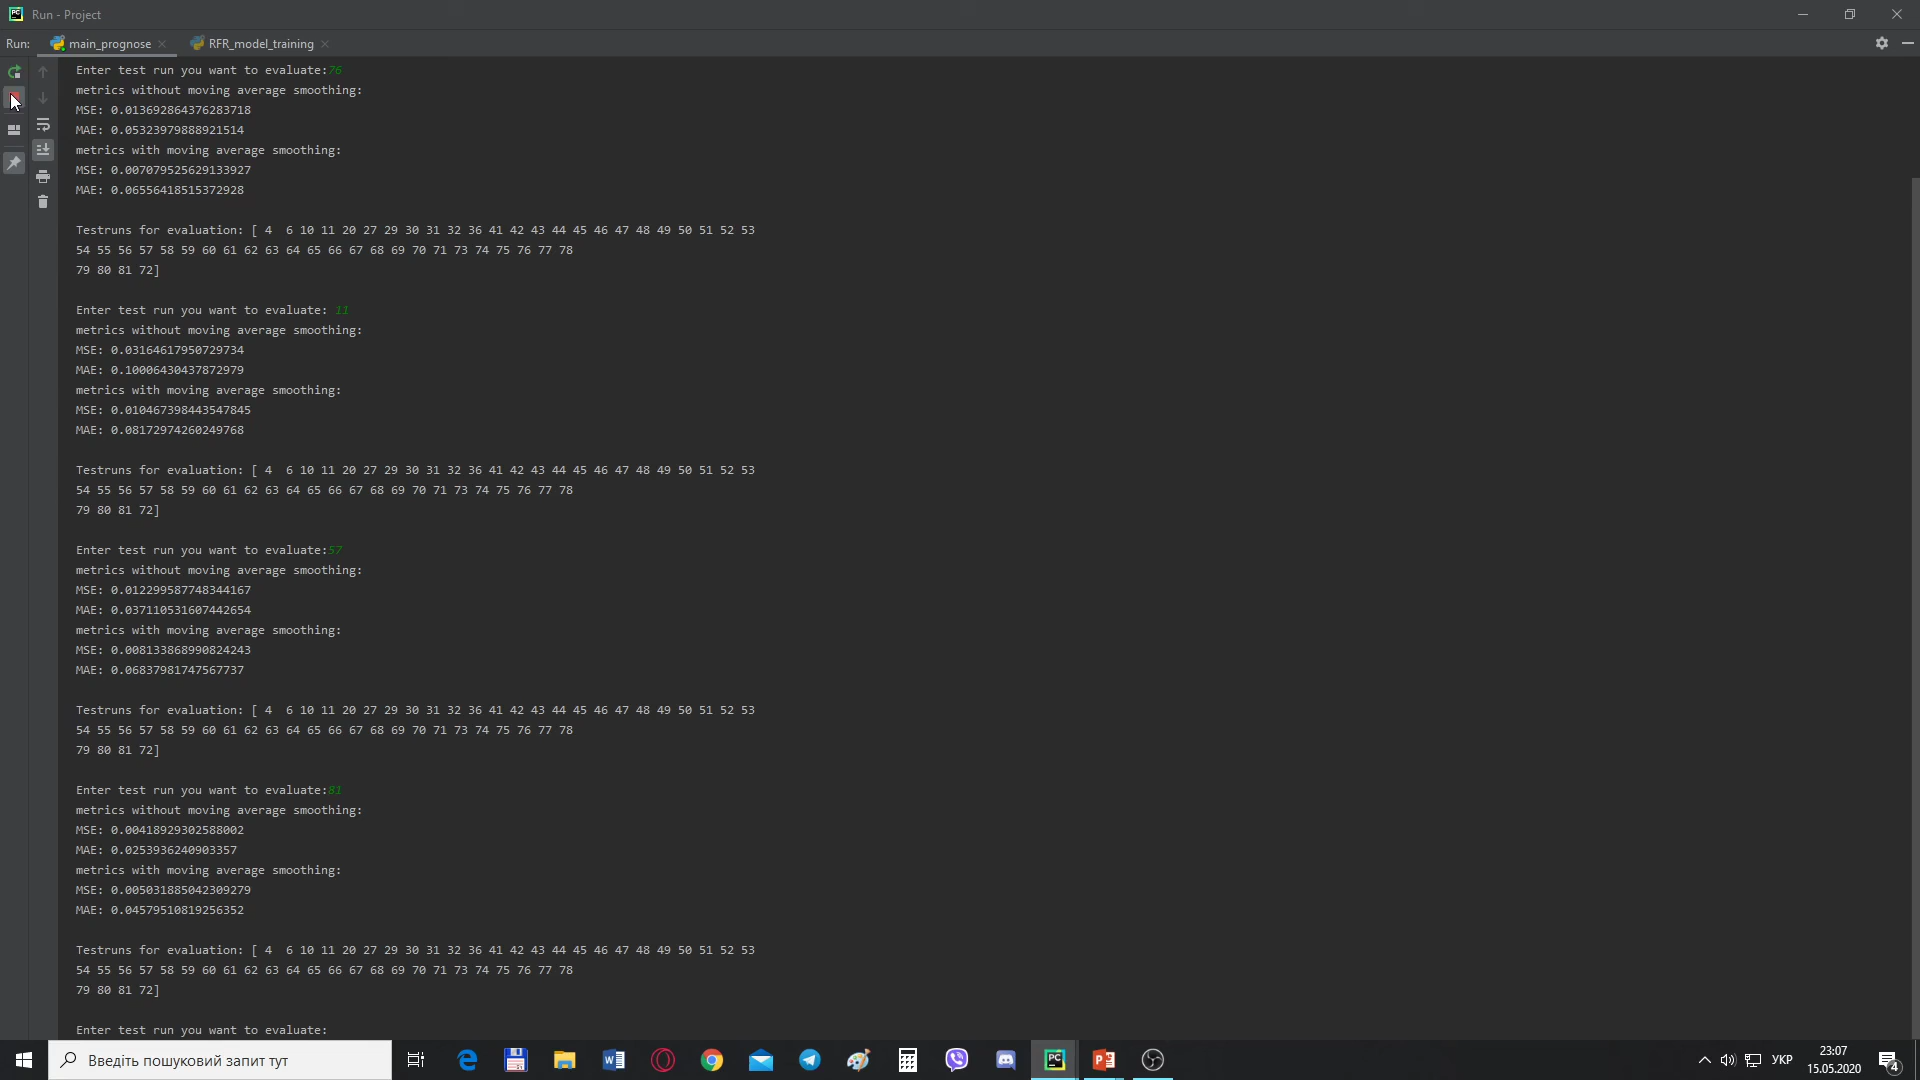 Run - Project
Run: main_prognose RFR_model_training
Enter test run you want to evaluate:76
metrics without moving average smoothing:
MSE: 0.013692864376283718
MAE: 0.05323979888921514
metrics with moving average smoothing:
MSE: 0.007079525629133927
MAE: 0.06556418515372928
Testruns for evaluation: [ 4  6 10 11 20 27 29 30 31 32 36 41 42 43 44 45 46 47 48 49 50 51 52 53
54 55 56 57 58 59 60 61 62 63 64 65 66 67 68 69 70 71 73 74 75 76 77 78
79 80 81 72]
Enter test run you want to evaluate: 11
metrics without moving average smoothing:
MSE: 0.03164617950729734
MAE: 0.10006430437872979
metrics with moving average smoothing:
MSE: 0.010467398443547845
MAE: 0.08172974260249768
Testruns for evaluation: [ 4  6 10 11 20 27 29 30 31 32 36 41 42 43 44 45 46 47 48 49 50 51 52 53
54 55 56 57 58 59 60 61 62 63 64 65 66 67 68 69 70 71 73 74 75 76 77 78
79 80 81 72]
Enter test run you want to evaluate:57
metrics without moving average smoothing:
MSE: 0.012299587748344167
MAE: 0.037110531607442654
metrics with moving average smoothing:
MSE: 0.008133868990824243
MAE: 0.06837981747567737
Testruns for evaluation: [ 4  6 10 11 20 27 29 30 31 32 36 41 42 43 44 45 46 47 48 49 50 51 52 53
54 55 56 57 58 59 60 61 62 63 64 65 66 67 68 69 70 71 73 74 75 76 77 78
79 80 81 72]
Enter test run you want to evaluate:81
metrics without moving average smoothing:
MSE: 0.00418929302588002
MAE: 0.0253936240903357
metrics with moving average smoothing:
MSE: 0.005031885042309279
MAE: 0.04579510819256352
Testruns for evaluation: [ 4  6 10 11 20 27 29 30 31 32 36 41 42 43 44 45 46 47 48 49 50 51 52 53
54 55 56 57 58 59 60 61 62 63 64 65 66 67 68 69 70 71 73 74 75 76 77 78
79 80 81 72]
Enter test run you want to evaluate:
Введіть пошуковий запит тут
УКР
23:07
15.05.2020
4